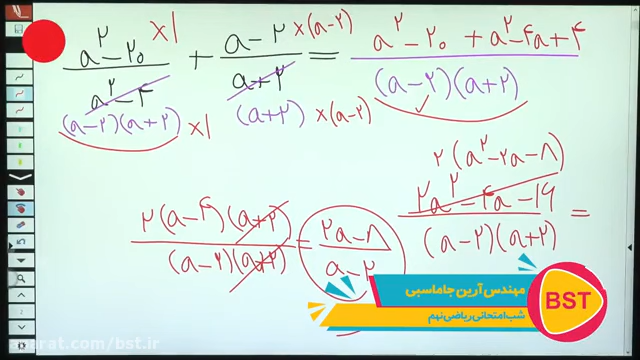 (a² - ۲۰)/(a² - ۴) ×۱ + (a - ۲)/(a + ۲) ×(a-۲) = (a² - ۲۰ + a² - ۴a + ۴)/((a-۲)(a+۲))
(a-۲)(a+۲) ×۱ (a+۲) ×(a-۲)
۲(a² - ۲a - ۸)
(۲a² - ۴a - ۱۶)/((a-۲)(a+۲)) =
(۲(a-۴)(a+۲))/((a-۲)(a+۲)) = (۲a - ۸)/(a - ۲)
مهندس آرین جاماسبی
شب امتحانی ریاضی نهم
BST
aparat.com/bst.ir